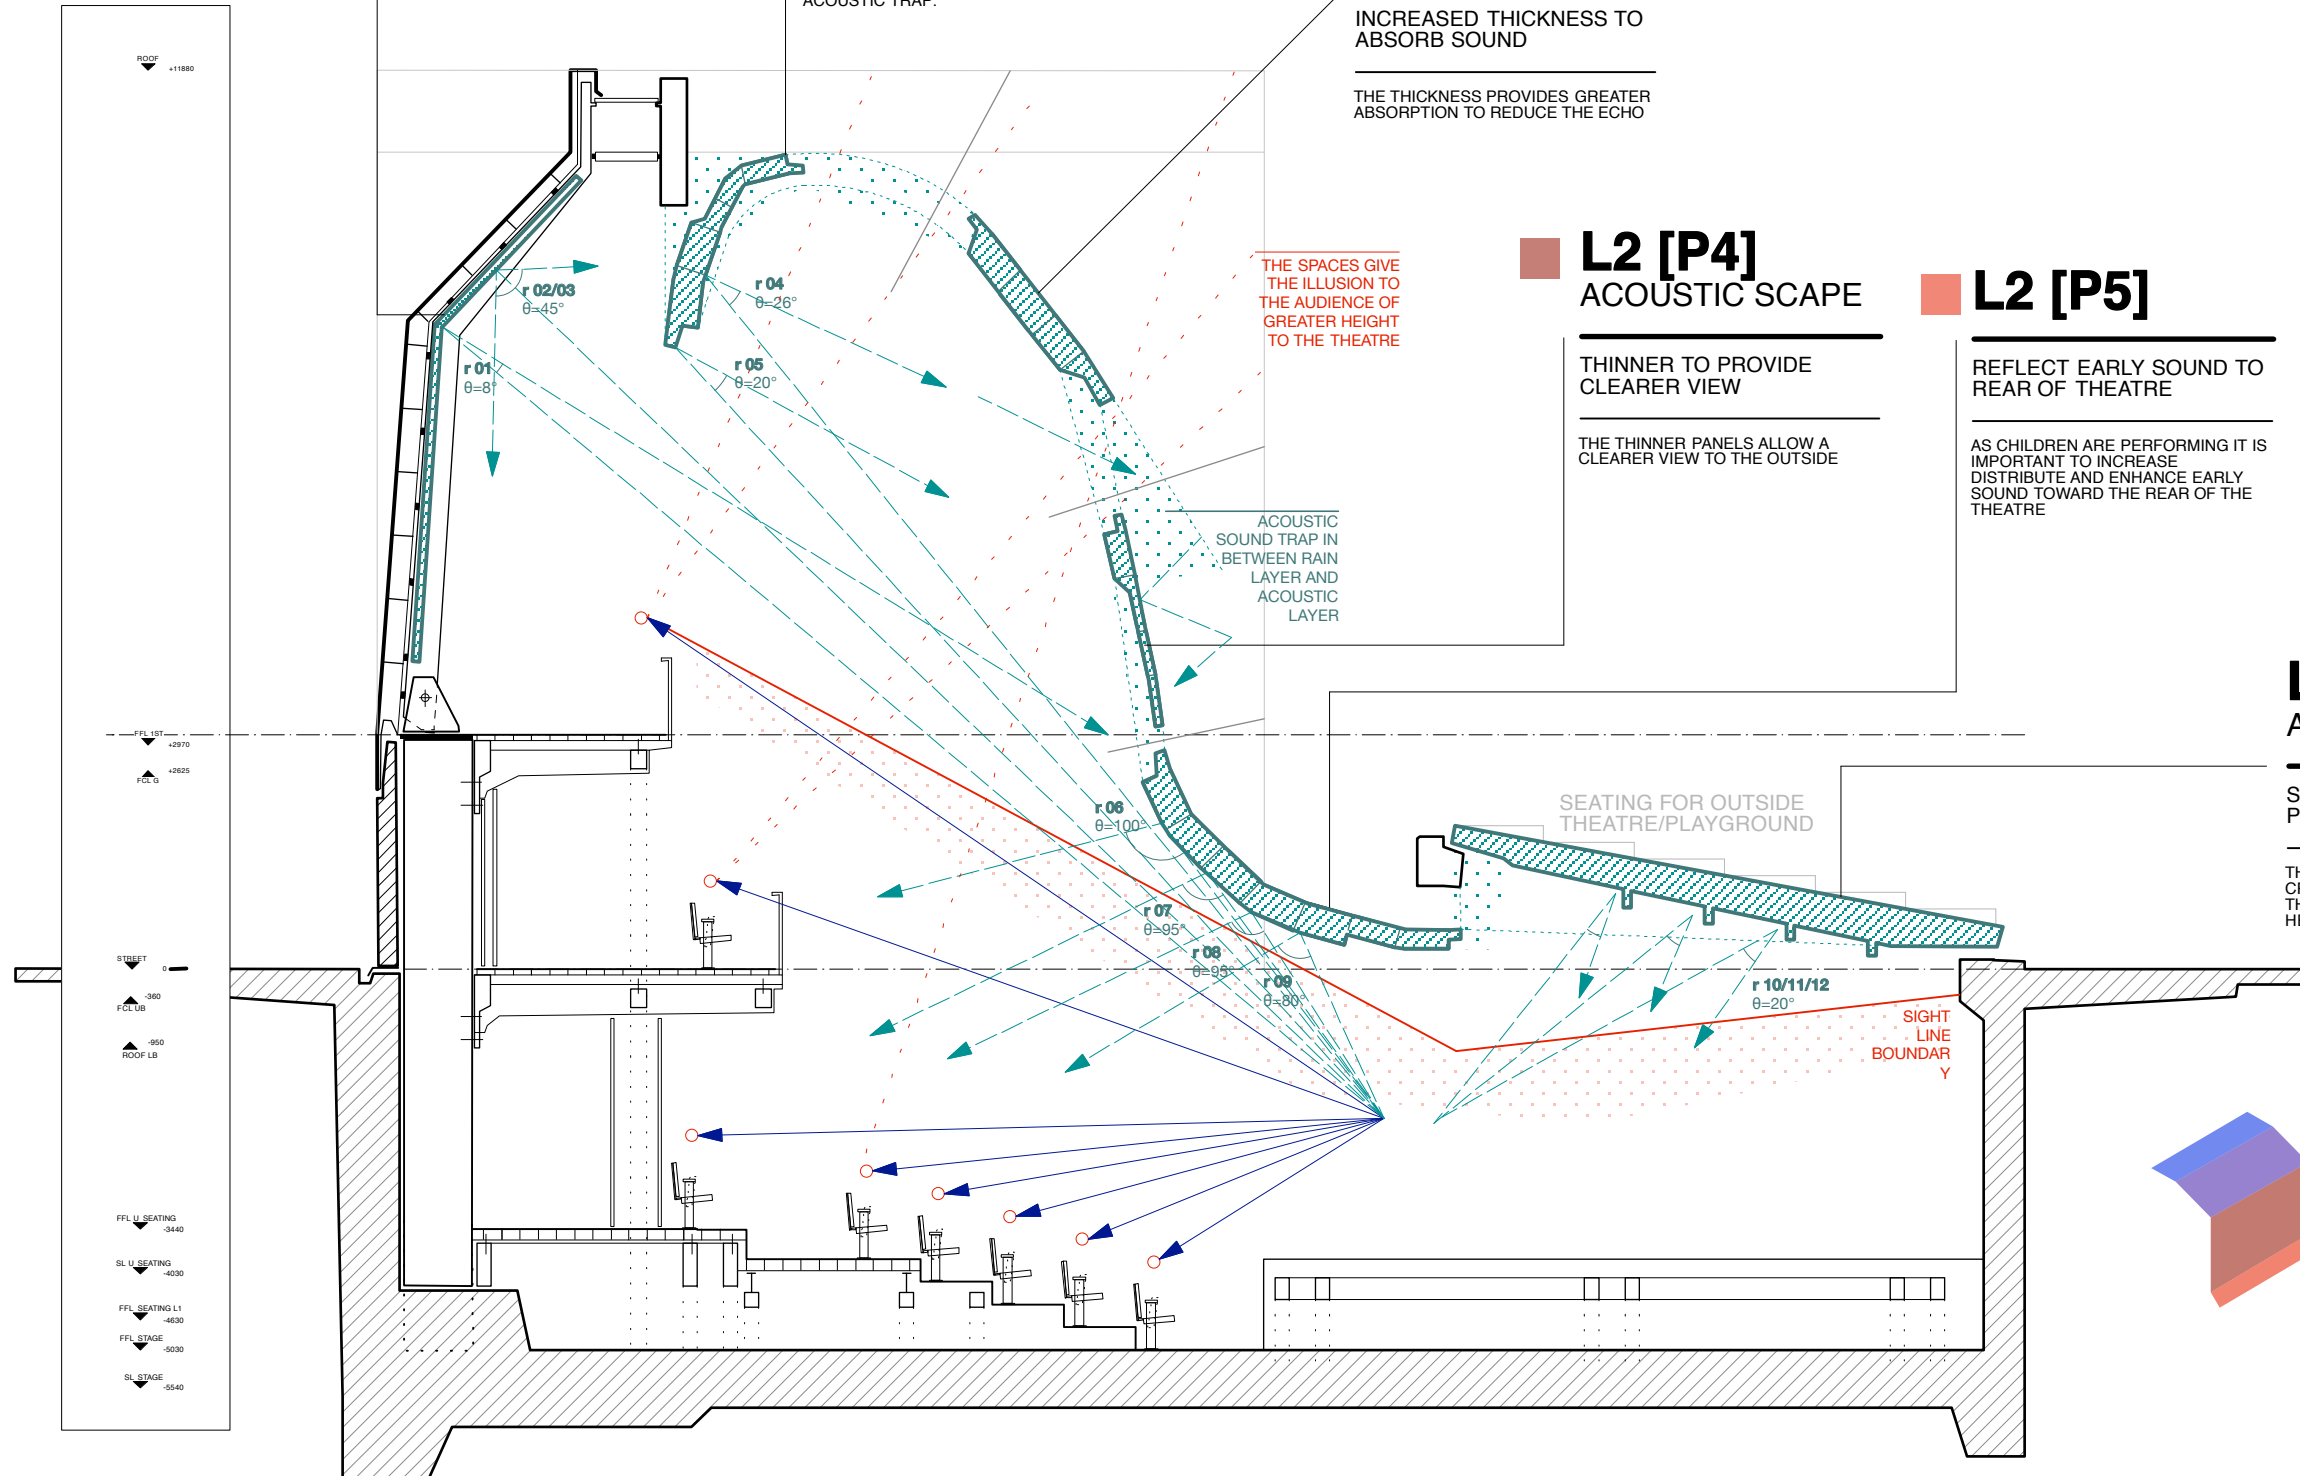 ACOUSTIC TRAP.
INCREASED THICKNESS TO
ABSORB SOUND
THE THICKNESS PROVIDES GREATER
ABSORPTION TO REDUCE THE ECHO
ROOF
+11880
L2 [P4]
ACOUSTIC SCAPE
THINNER TO PROVIDE
CLEARER VIEW
THE THINNER PANELS ALLOW A
CLEARER VIEW TO THE OUTSIDE
L2 [P5]
REFLECT EARLY SOUND TO
REAR OF THEATRE
AS CHILDREN ARE PERFORMING IT IS
IMPORTANT TO INCREASE
DISTRIBUTE AND ENHANCE EARLY
SOUND TOWARD THE REAR OF THE
THEATRE
THE SPACES GIVE
THE ILLUSION TO
THE AUDIENCE OF
GREATER HEIGHT
TO THE THEATRE
r 02/03
θ=45°
r 04
θ=26°
r 01
θ=8°
r 05
θ=20°
ACOUSTIC
SOUND TRAP IN
BETWEEN RAIN
LAYER AND
ACOUSTIC
LAYER
FFL 1ST
+2970
+2625
FCL G
SEATING FOR OUTSIDE
THEATRE/PLAYGROUND
r 06
θ=100°
r 07
θ=95°
r 08
θ=95°
r 09
θ=80°
r 10/11/12
θ=20°
SIGHT
LINE
BOUNDAR
Y
STREET
0
-360
FCL UB
-950
ROOF LB
FFL U SEATING
-3440
SL U SEATING
-4030
FFL SEATING L1
-4630
FFL STAGE
-5030
SL STAGE
-5540